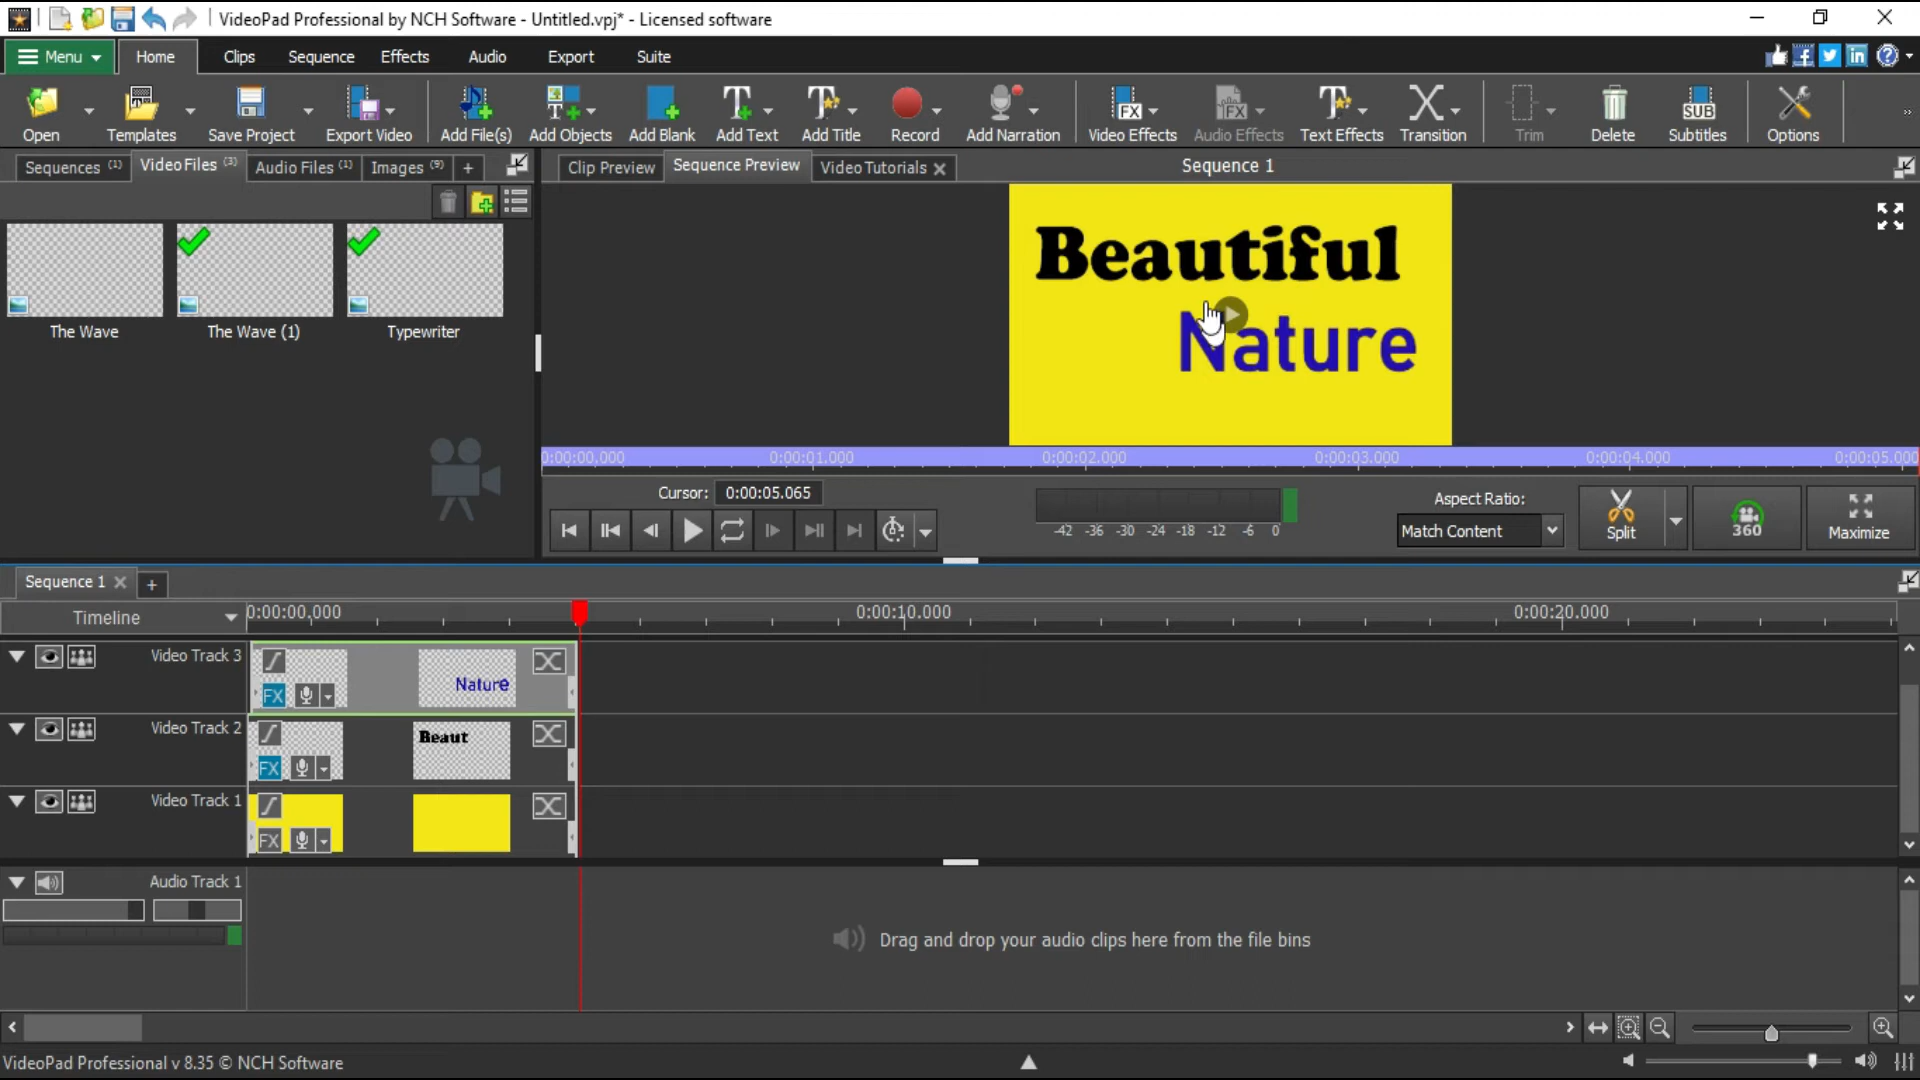 VideoPad Professional by NCH Software - Untitled.vpj* - Licensed software
Menu Home Clips Sequence Effects Audio Export Suite
Open Templates Save Project Export Video Add File(s) Add Objects Add Blank Add Text Add Title Record Add Narration Video Effects Audio Effects Text Effects Transition Trim Delete Subtitles Options
Sequences (1) Video Files (3) Audio Files (1) Images (9) +
Clip Preview Sequence Preview Video Tutorials Sequence 1
The Wave The Wave (1) Typewriter
Beautiful
Nature
0:00:00.000 0:00:01.000 0:00:02.000 0:00:03.000 0:00:04.000 0:00:05.000
Cursor: 0:00:05.065
-42 -36 -30 -24 -18 -12 -6 0
Aspect Ratio:
Match Content
Split 360 Maximize
Sequence 1 +
Timeline 0:00:00.000 0:00:10.000 0:00:20.000
Video Track 3
FX Nature
Video Track 2
FX Beaut
Video Track 1
FX
Audio Track 1
Drag and drop your audio clips here from the file bins
VideoPad Professional v 8.35 © NCH Software